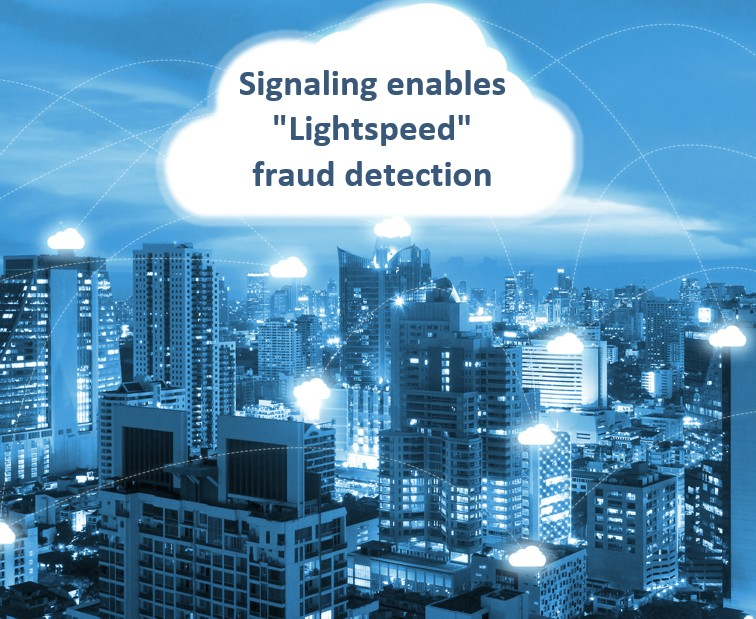 Signaling enables
"Lightspeed"
fraud detection